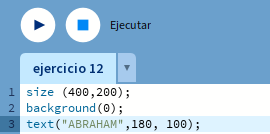 Ejecutar
ejercicio 12
1 size (400,200);
2 background(0);
3 text("ABRAHAM",180, 100);